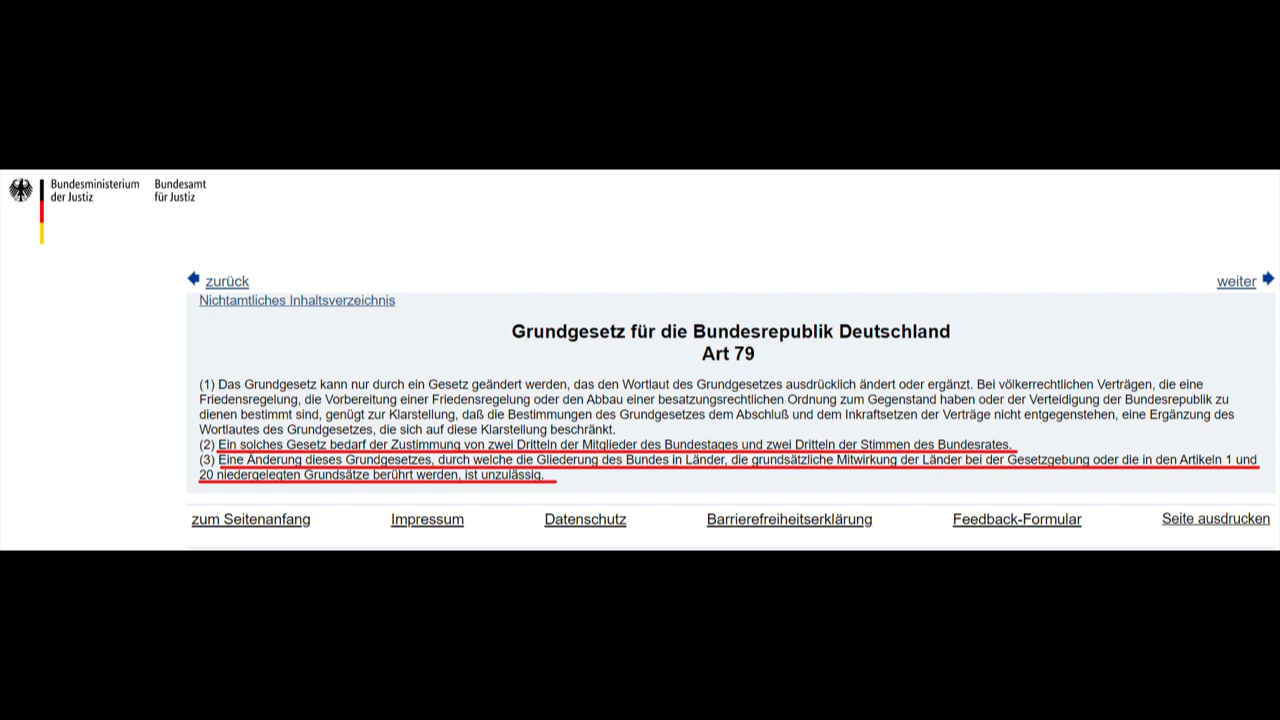 Bundesministerium
der Justiz
Bundesamt
für Justiz
zurück
weiter
Nichtamtliches Inhaltsverzeichnis
Grundgesetz für die Bundesrepublik Deutschland
Art 79
(1) Das Grundgesetz kann nur durch ein Gesetz geändert werden, das den Wortlaut des Grundgesetzes ausdrücklich ändert oder ergänzt. Bei völkerrechtlichen Verträgen, die eine
Friedensregelung, die Vorbereitung einer Friedensregelung oder den Abbau einer besatzungsrechtlichen Ordnung zum Gegenstand haben oder der Verteidigung der Bundesrepublik zu
dienen bestimmt sind, genügt zur Klarstellung, daß die Bestimmungen des Grundgesetzes dem Abschluß und dem Inkraftsetzen der Verträge nicht entgegenstehen, eine Ergänzung des
Wortlautes des Grundgesetzes, die sich auf diese Klarstellung beschränkt.
(2) Ein solches Gesetz bedarf der Zustimmung von zwei Dritteln der Mitglieder des Bundestages und zwei Dritteln der Stimmen des Bundesrates.
(3) Eine Änderung dieses Grundgesetzes, durch welche die Gliederung des Bundes in Länder, die grundsätzliche Mitwirkung der Länder bei der Gesetzgebung oder die in den Artikeln 1 und
20 niedergelegten Grundsätze berührt werden, ist unzulässig.
zum Seitenanfang
Impressum
Datenschutz
Barrierefreiheitserklärung
Feedback-Formular
Seite ausdrucken